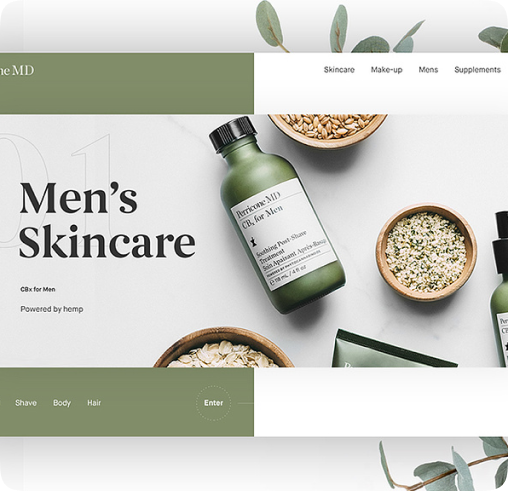 ne MD
Skincare Make-up Mens Supplements
01
Men's
Skincare
CBx for Men
Powered by hemp
Perricone MD
CBx for Men
Soothing Post-Shave
Treatment
Soin Apaisant Après-Rasage
℮ 118 mL / 4 fl oz
Shave Body Hair
Enter